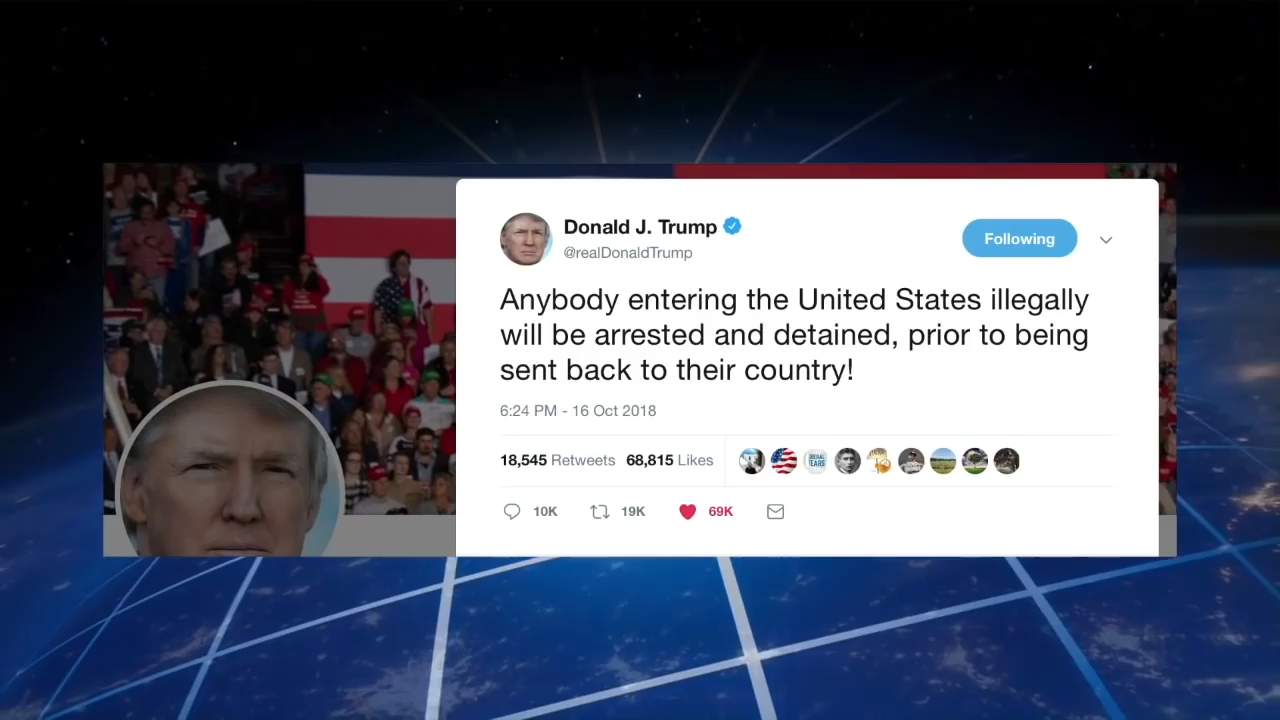 Donald J. Trump
@realDonaldTrump
Following
Anybody entering the United States illegally
will be arrested and detained, prior to being
sent back to their country!
6:24 PM - 16 Oct 2018
18,545 Retweets 68,815 Likes
TEARS
10K 19K 69K